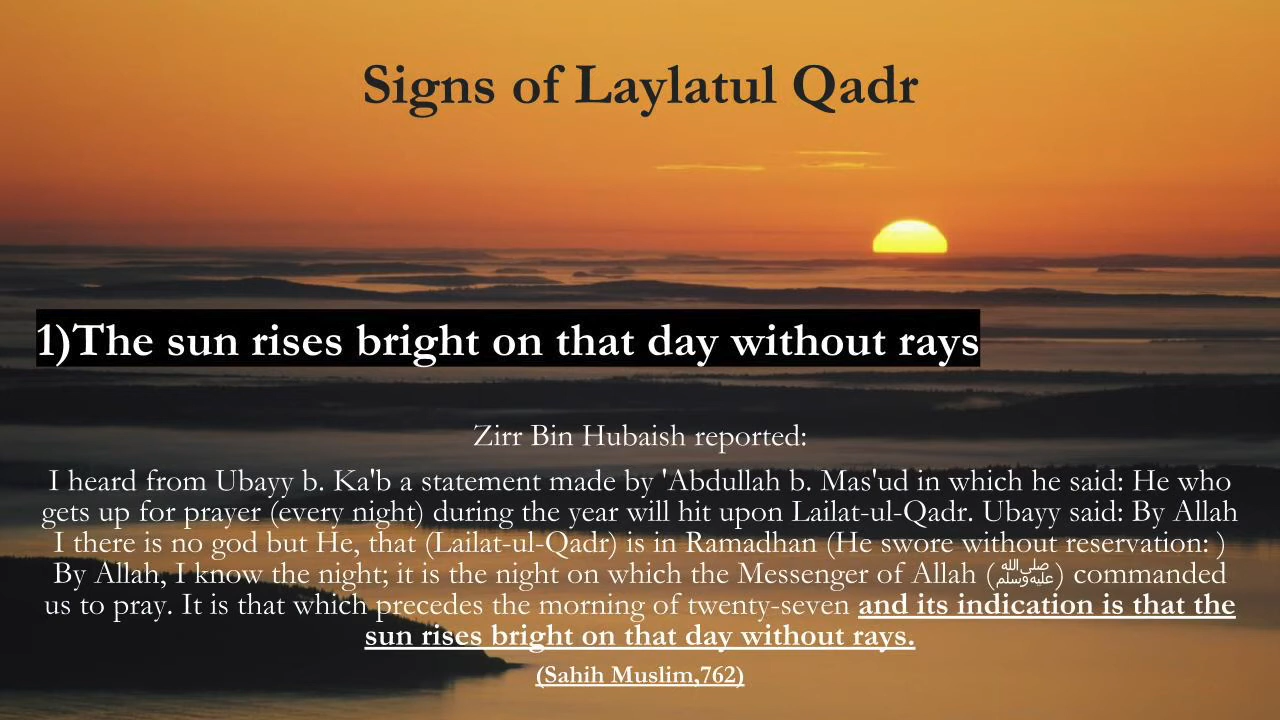 Signs of Laylatul Qadr
1)The sun rises bright on that day without rays
Zirr Bin Hubaish reported:
I heard from Ubayy b. Ka'b a statement made by 'Abdullah b. Mas'ud in which he said: He who
gets up for prayer (every night) during the year will hit upon Lailat-ul-Qadr. Ubayy said: By Allah
I there is no god but He, that (Lailat-ul-Qadr) is in Ramadhan (He swore without reservation: )
By Allah, I know the night; it is the night on which the Messenger of Allah (ﷺ) commanded
us to pray. It is that which precedes the morning of twenty-seven and its indication is that the
sun rises bright on that day without rays.
(Sahih Muslim,762)